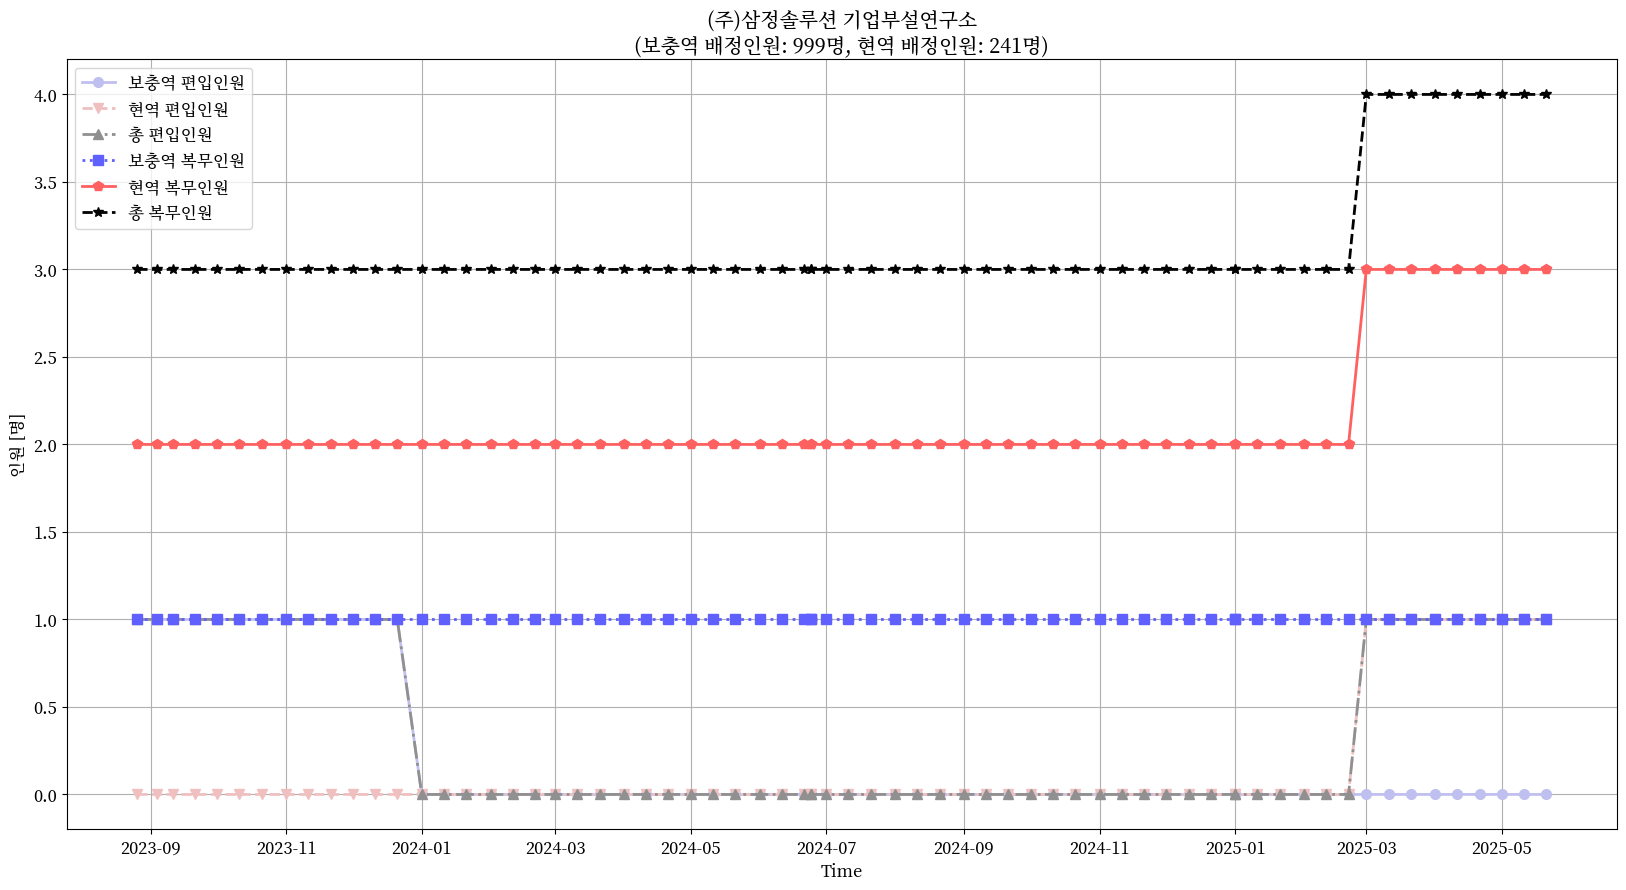 (주)삼정솔루션 기업부설연구소
(보충역 배정인원: 999명, 현역 배정인원: 241명)
보충역 편입인원
현역 편입인원
총 편입인원
보충역 복무인원
현역 복무인원
총 복무인원
4.0
3.5
3.0
2.5
2.0
1.5
1.0
0.5
0.0
인원 [명]
2023-09
2023-11
2024-01
2024-03
2024-05
2024-07
2024-09
2024-11
2025-01
2025-03
2025-05
Time